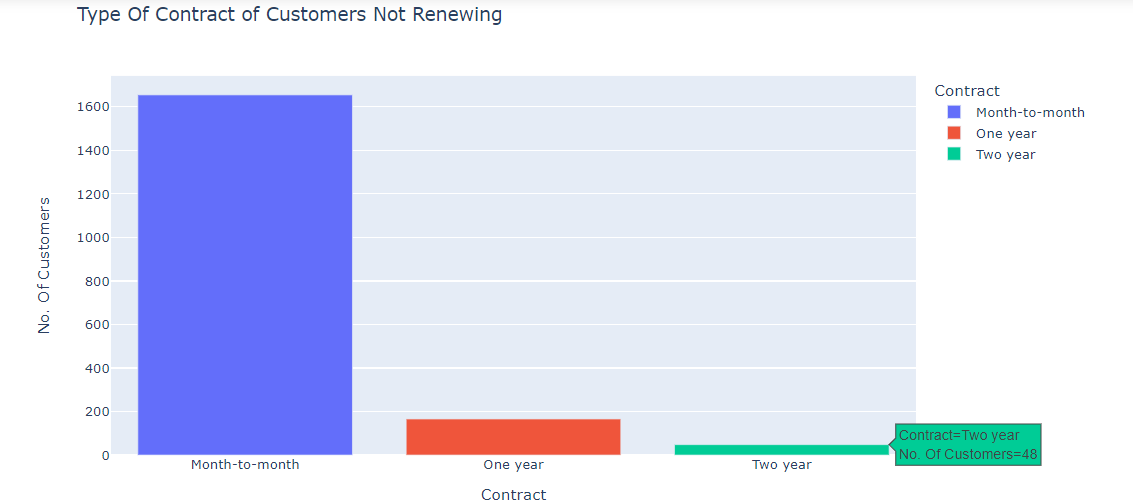 Type Of Contract of Customers Not Renewing
Contract
Month-to-month
One year
Two year
No. Of Customers
1600
1400
1200
1000
800
600
400
200
0
Month-to-month
One year
Two year
Contract=Two year
No. Of Customers=48
Contract